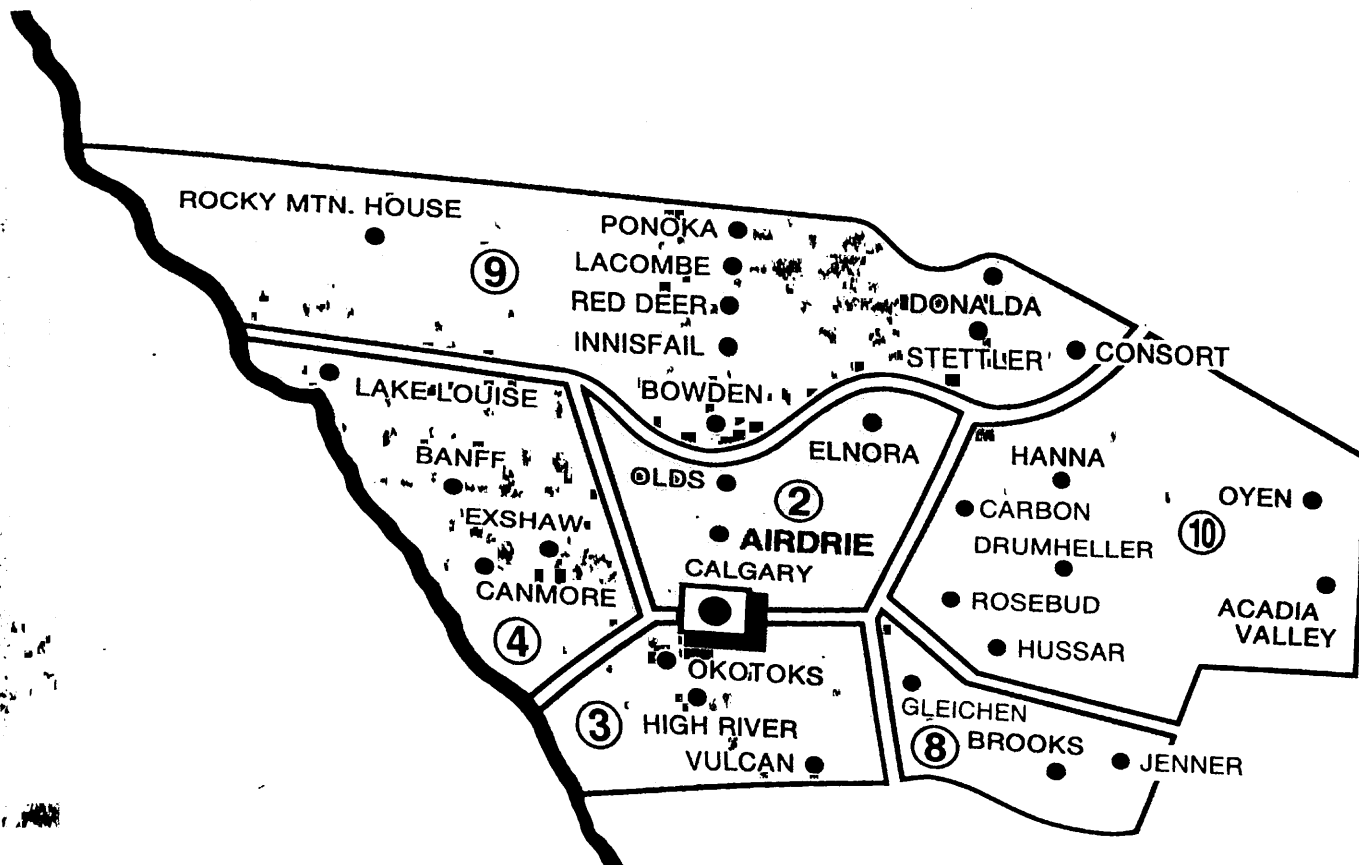 ROCKY MTN. HOUSE
PONOKA
LACOMBE
9
RED DEER
DONALDA
INNISFAIL
STETTLER
CONSORT
LAKE LOUISE
BOWDEN
ELNORA
HANNA
BANFF
OLDS
2
OYEN
CARBON
EXSHAW
AIRDRIE
DRUMHELLER
10
CALGARY
CANMORE
ROSEBUD
ACADIA
VALLEY
4
HUSSAR
OKOTOKS
GLEICHEN
3
HIGH RIVER
8
BROOKS
VULCAN
JENNER